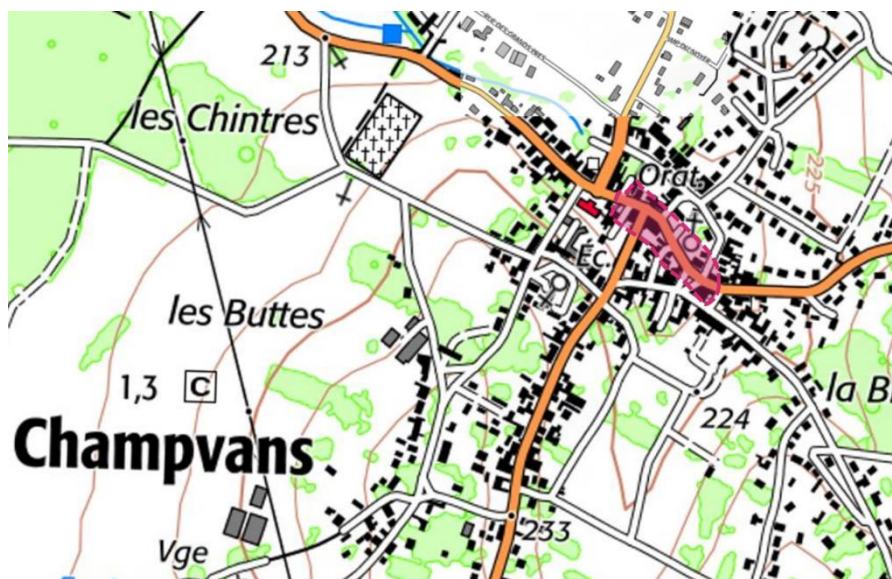 213
les Chintres
Orat.
225
Éc.
les Buttes
1,3 C
la B
224
Champvans
233
Vge